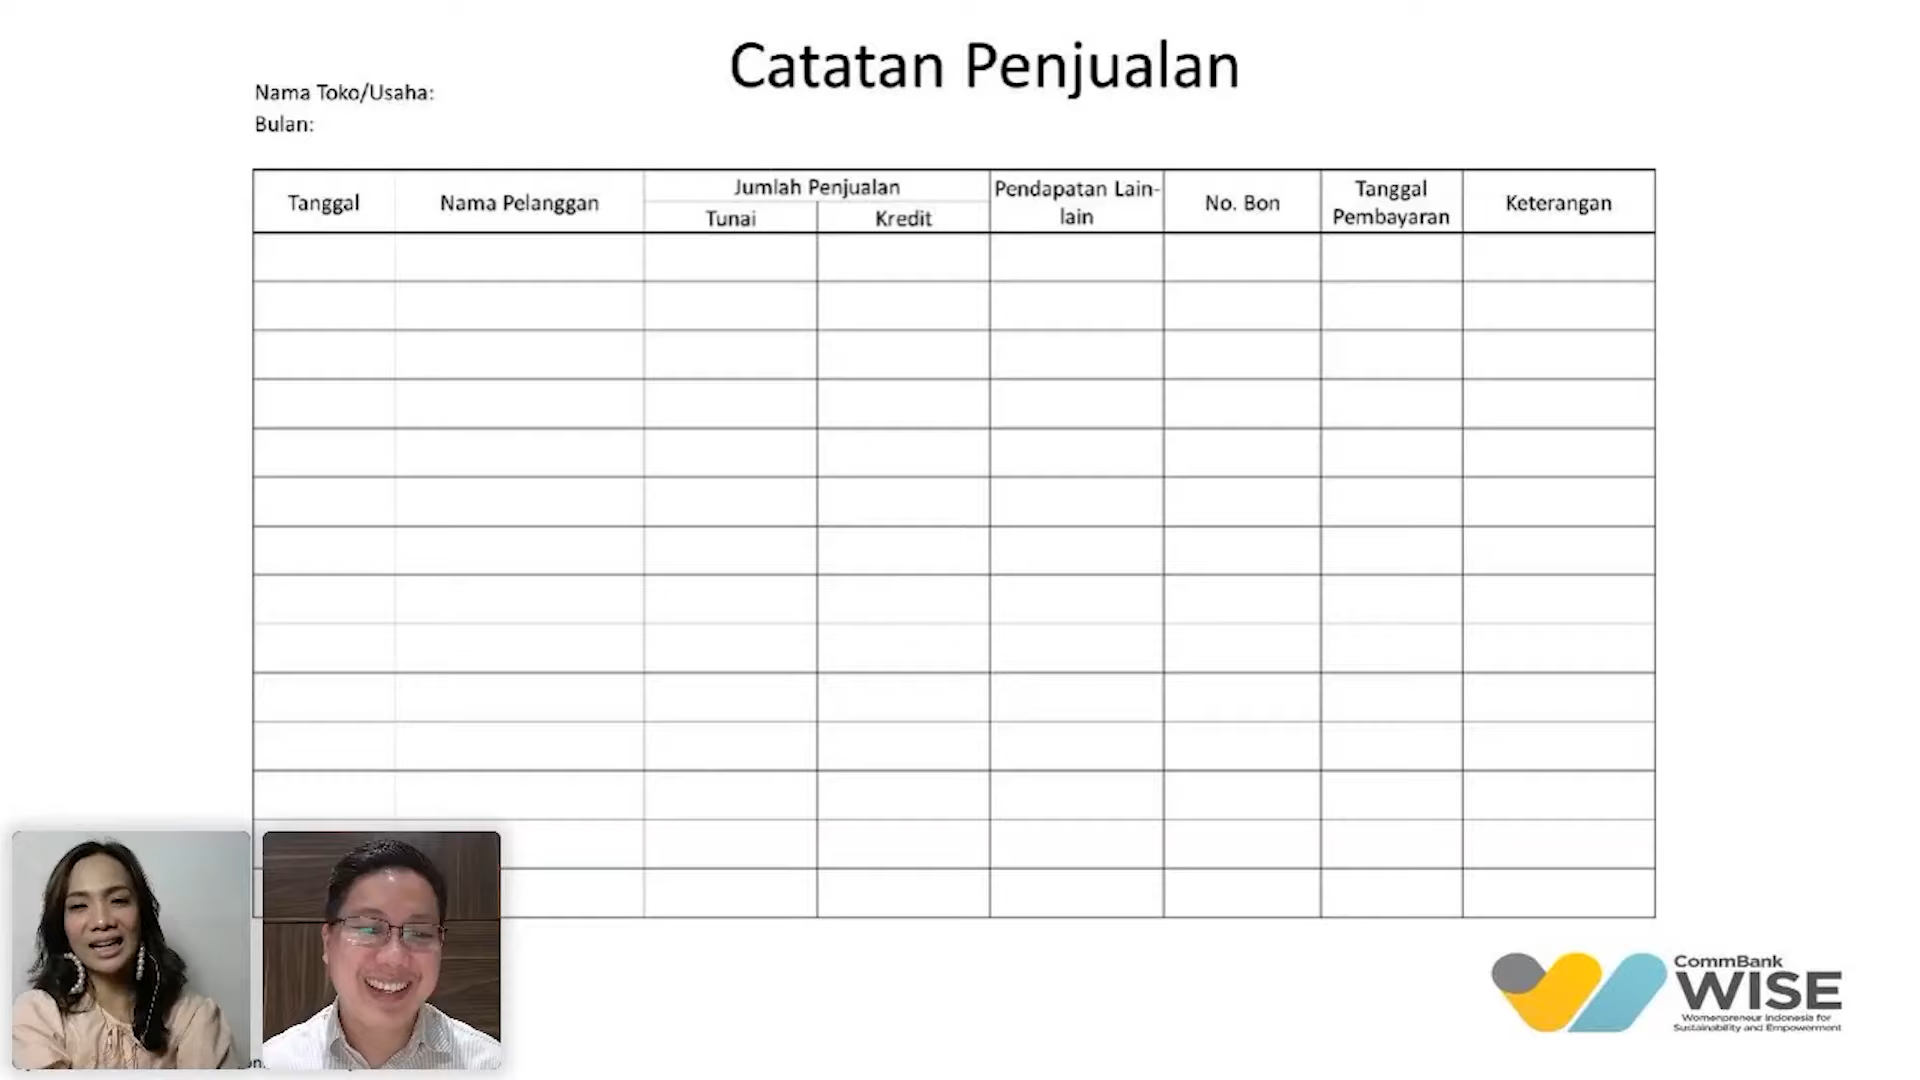 Catatan Penjualan
Nama Toko/Usaha:
Bulan:
Tanggal
Nama Pelanggan
Jumlah Penjualan
Tunai
Kredit
Pendapatan Lain-
lain
No. Bon
Tanggal
Pembayaran
Keterangan
CommBank
WISE
Womenpreneur Indonesia for
Sustainability and Empowerment